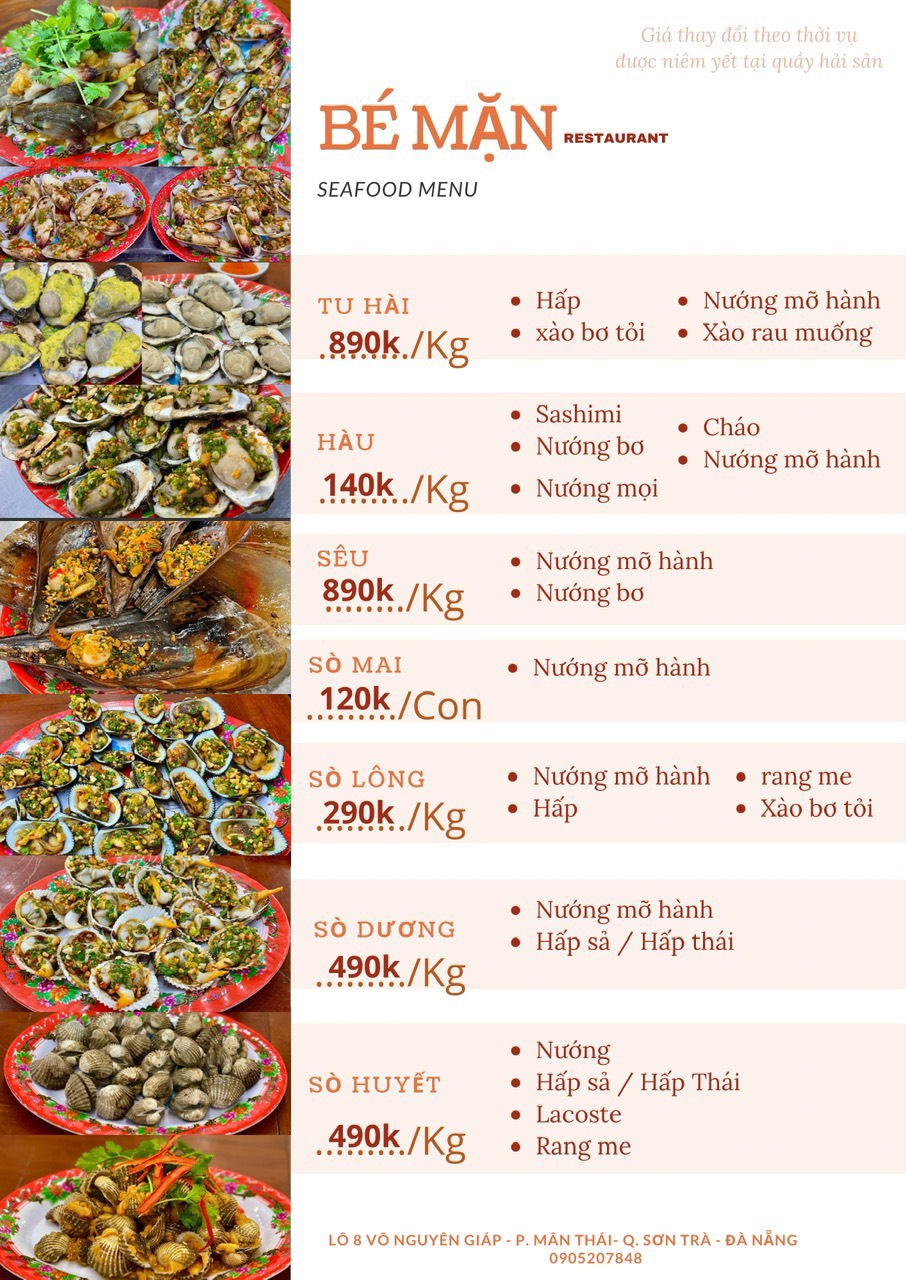 Giá thay đổi theo thời vụ
được niêm yết tại quầy hải sản
BÉ MẶN RESTAURANT
SEAFOOD MENU
TU HÀI
.890k./Kg
• Hấp
• xào bơ tỏi
• Nướng mỡ hành
• Xào rau muống
HÀU
.140k../Kg
• Sashimi
• Nướng bơ
• Nướng mọi
• Cháo
• Nướng mỡ hành
SÊU
890k./Kg
• Nướng mỡ hành
• Nướng bơ
SÒ MAI
.120k./Con
• Nướng mỡ hành
SÒ LÔNG
.290k./Kg
• Nướng mỡ hành
• Hấp
• rang me
• Xào bơ tỏi
SÒ DƯƠNG
.490k./Kg
• Nướng mỡ hành
• Hấp sả / Hấp thái
SÒ HUYẾT
.490k./Kg
• Nướng
• Hấp sả / Hấp Thái
• Lacoste
• Rang me
LÔ 8 VÕ NGUYÊN GIÁP - P. MÂN THÁI- Q. SƠN TRÀ - ĐÀ NẴNG
0905207848